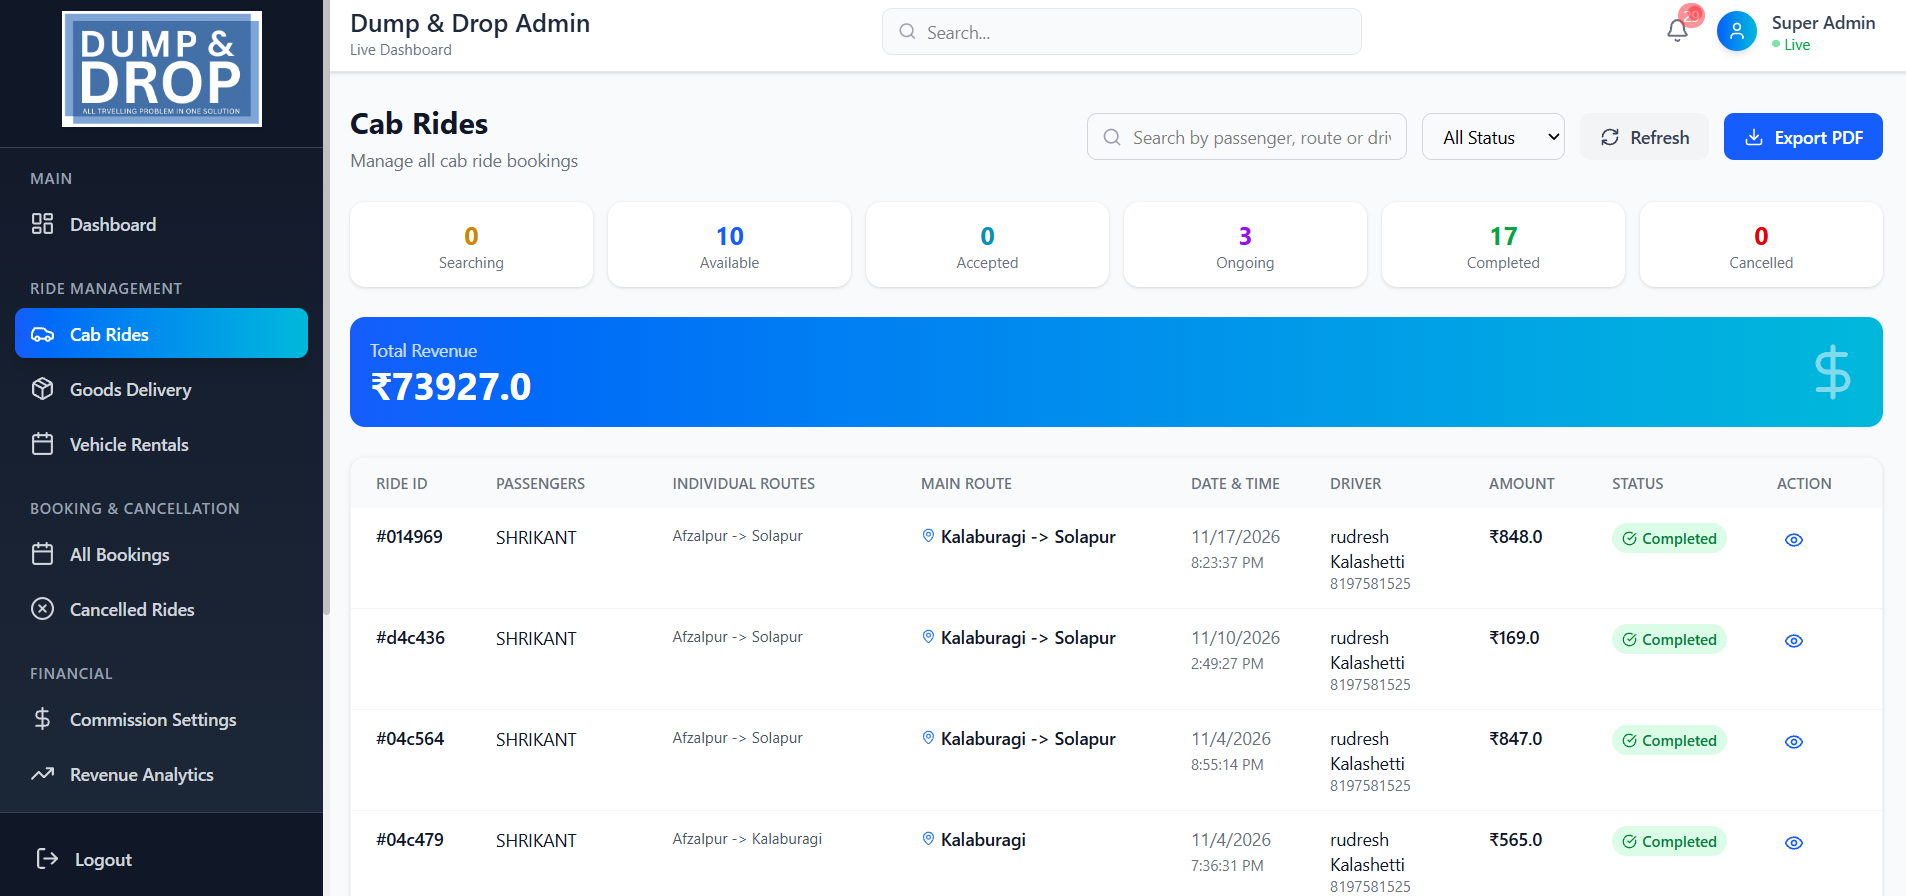 DUMP &
DROP
ALL TRVELLING PROBLEM IN ONE SOLUTION
MAIN
Dashboard
RIDE MANAGEMENT
Cab Rides
Goods Delivery
Vehicle Rentals
BOOKING & CANCELLATION
All Bookings
Cancelled Rides
FINANCIAL
Commission Settings
Revenue Analytics
Logout
Dump & Drop Admin
Live Dashboard
Search...
29
Super Admin
Live
Cab Rides
Manage all cab ride bookings
Search by passenger, route or driv
All Status
Refresh
Export PDF
0
Searching
10
Available
0
Accepted
3
Ongoing
17
Completed
0
Cancelled
Total Revenue
₹73927.0
RIDE ID PASSENGERS INDIVIDUAL ROUTES MAIN ROUTE DATE & TIME DRIVER AMOUNT STATUS ACTION
#014969 SHRIKANT Afzalpur -> Solapur Kalaburagi -> Solapur 11/17/2026 rudresh ₹848.0 Completed
8:23:37 PM Kalashetti
8197581525
#d4c436 SHRIKANT Afzalpur -> Solapur Kalaburagi -> Solapur 11/10/2026 rudresh ₹169.0 Completed
2:49:27 PM Kalashetti
8197581525
#04c564 SHRIKANT Afzalpur -> Solapur Kalaburagi -> Solapur 11/4/2026 rudresh ₹847.0 Completed
8:55:14 PM Kalashetti
8197581525
#04c479 SHRIKANT Afzalpur -> Kalaburagi Kalaburagi 11/4/2026 rudresh ₹565.0 Completed
7:36:31 PM Kalashetti
8197581525